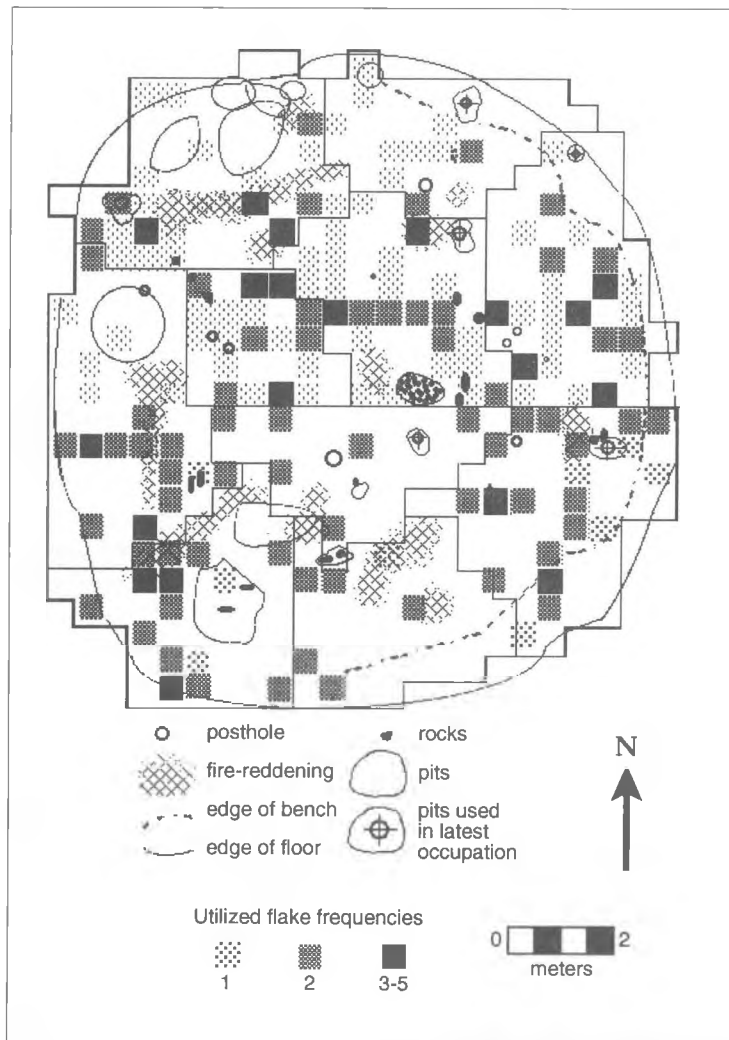 posthole
rocks
fire-reddening
pits
edge of bench
pits used
in latest
occupation
edge of floor
N
Utilized flake frequencies
1
2
3-5
0
2
meters